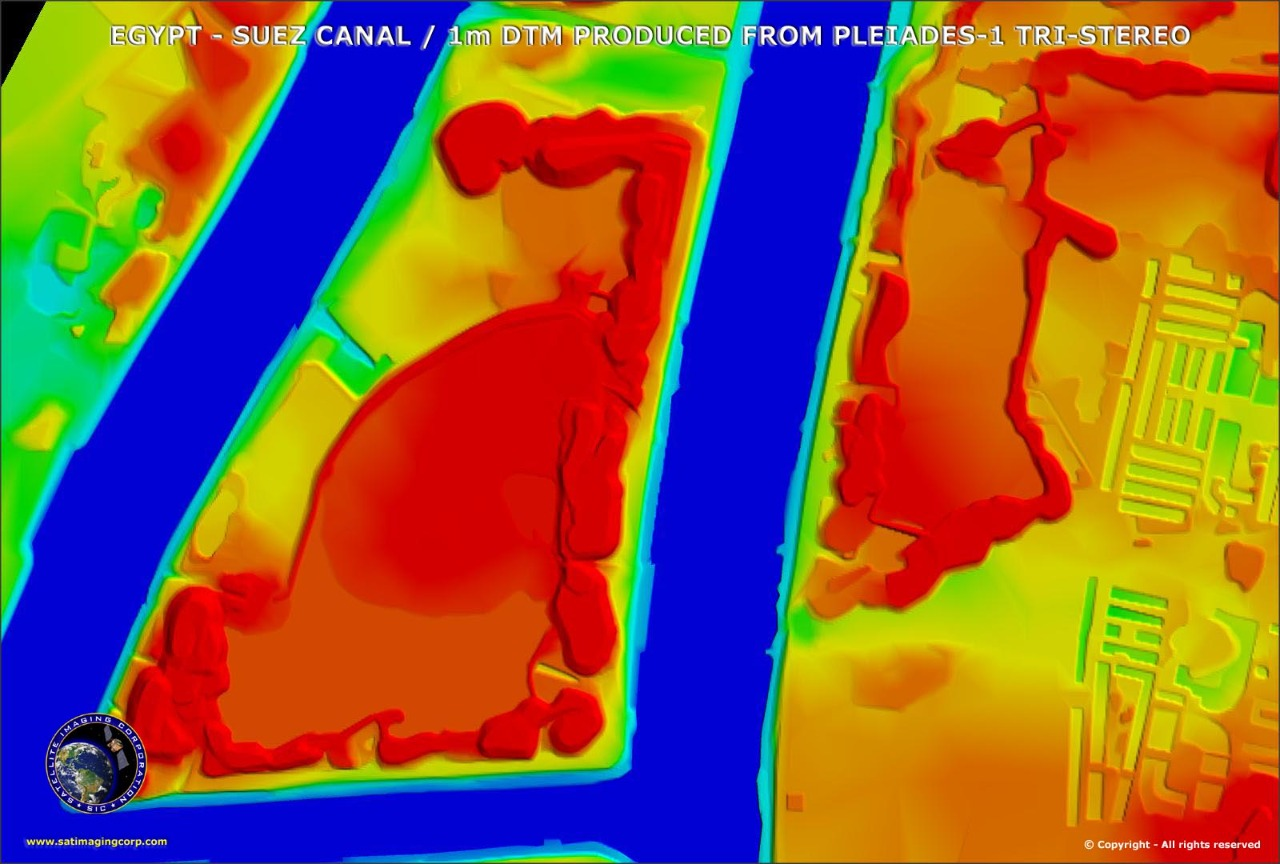 EGYPT - SUEZ CANAL / 1m DTM PRODUCED FROM PLEIADES-1 TRI-STEREO
SATELLITE IMAGING CORPORATION
SIC
www.satimagingcorp.com
© Copyright - All rights reserved